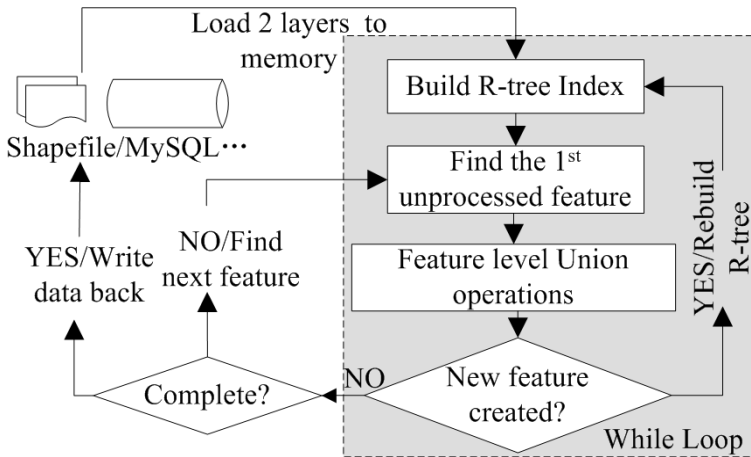 Load 2 layers to
memory
Build R-tree Index
Shapefile/MySQL…
Find the 1st
unprocessed feature
YES/Rebuild
R-tree
NO/Find
next feature
YES/Write
data back
Feature level Union
operations
Complete?
NO
New feature
created?
While Loop